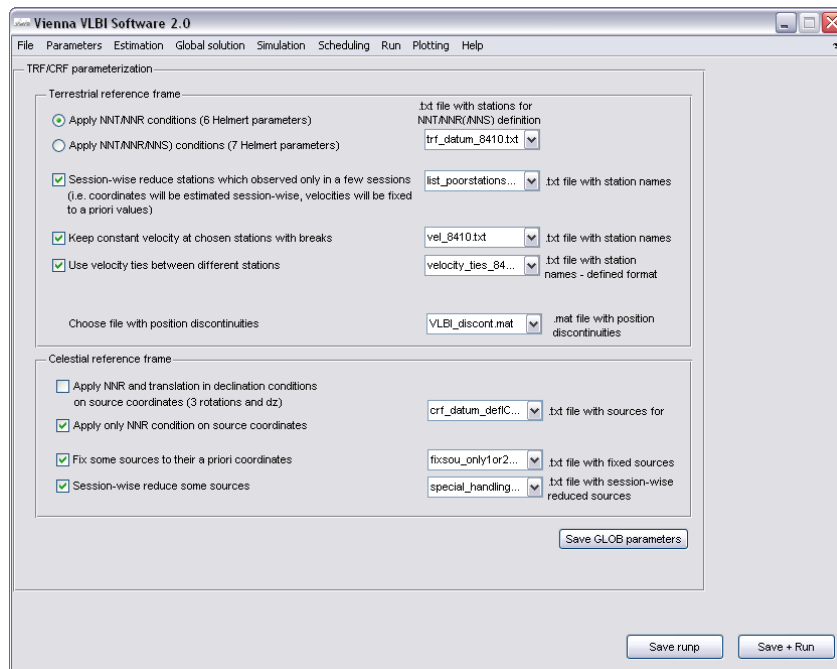 Vienna VLBI Software 2.0
File Parameters Estimation Global solution Simulation Scheduling Run Plotting Help
TRF/CRF parameterization
Terrestrial reference frame
.txt file with stations for
NNT/NNR(/NNS) definition
Apply NNT/NNR conditions (6 Helmert parameters)
trf_datum_8410.txt
Apply NNT/NNR/NNS) conditions (7 Helmert parameters)
Session-wise reduce stations which observed only in a few sessions
(i.e. coordinates will be estimated session-wise, velocities will be fixed
to a priori values)
list_poorstations...
.txt file with station names
Keep constant velocity at chosen stations with breaks
vel_8410.txt
.txt file with station names
Use velocity ties between different stations
velocity_ties_84...
.txt file with station
names - defined format
Choose file with position discontinuities
VLBI_discont.mat
.mat file with position
discontinuities
Celestial reference frame
Apply NNR and translation in declination conditions
on source coordinates (3 rotations and dz)
crf_datum_defIC...
.txt file with sources for
Apply only NNR condition on source coordinates
Fix some sources to their a priori coordinates
fixsou_only1or2...
.txt file with fixed sources
Session-wise reduce some sources
special_handling...
.txt file with session-wise
reduced sources
Save GLOB parameters
Save runp
Save + Run